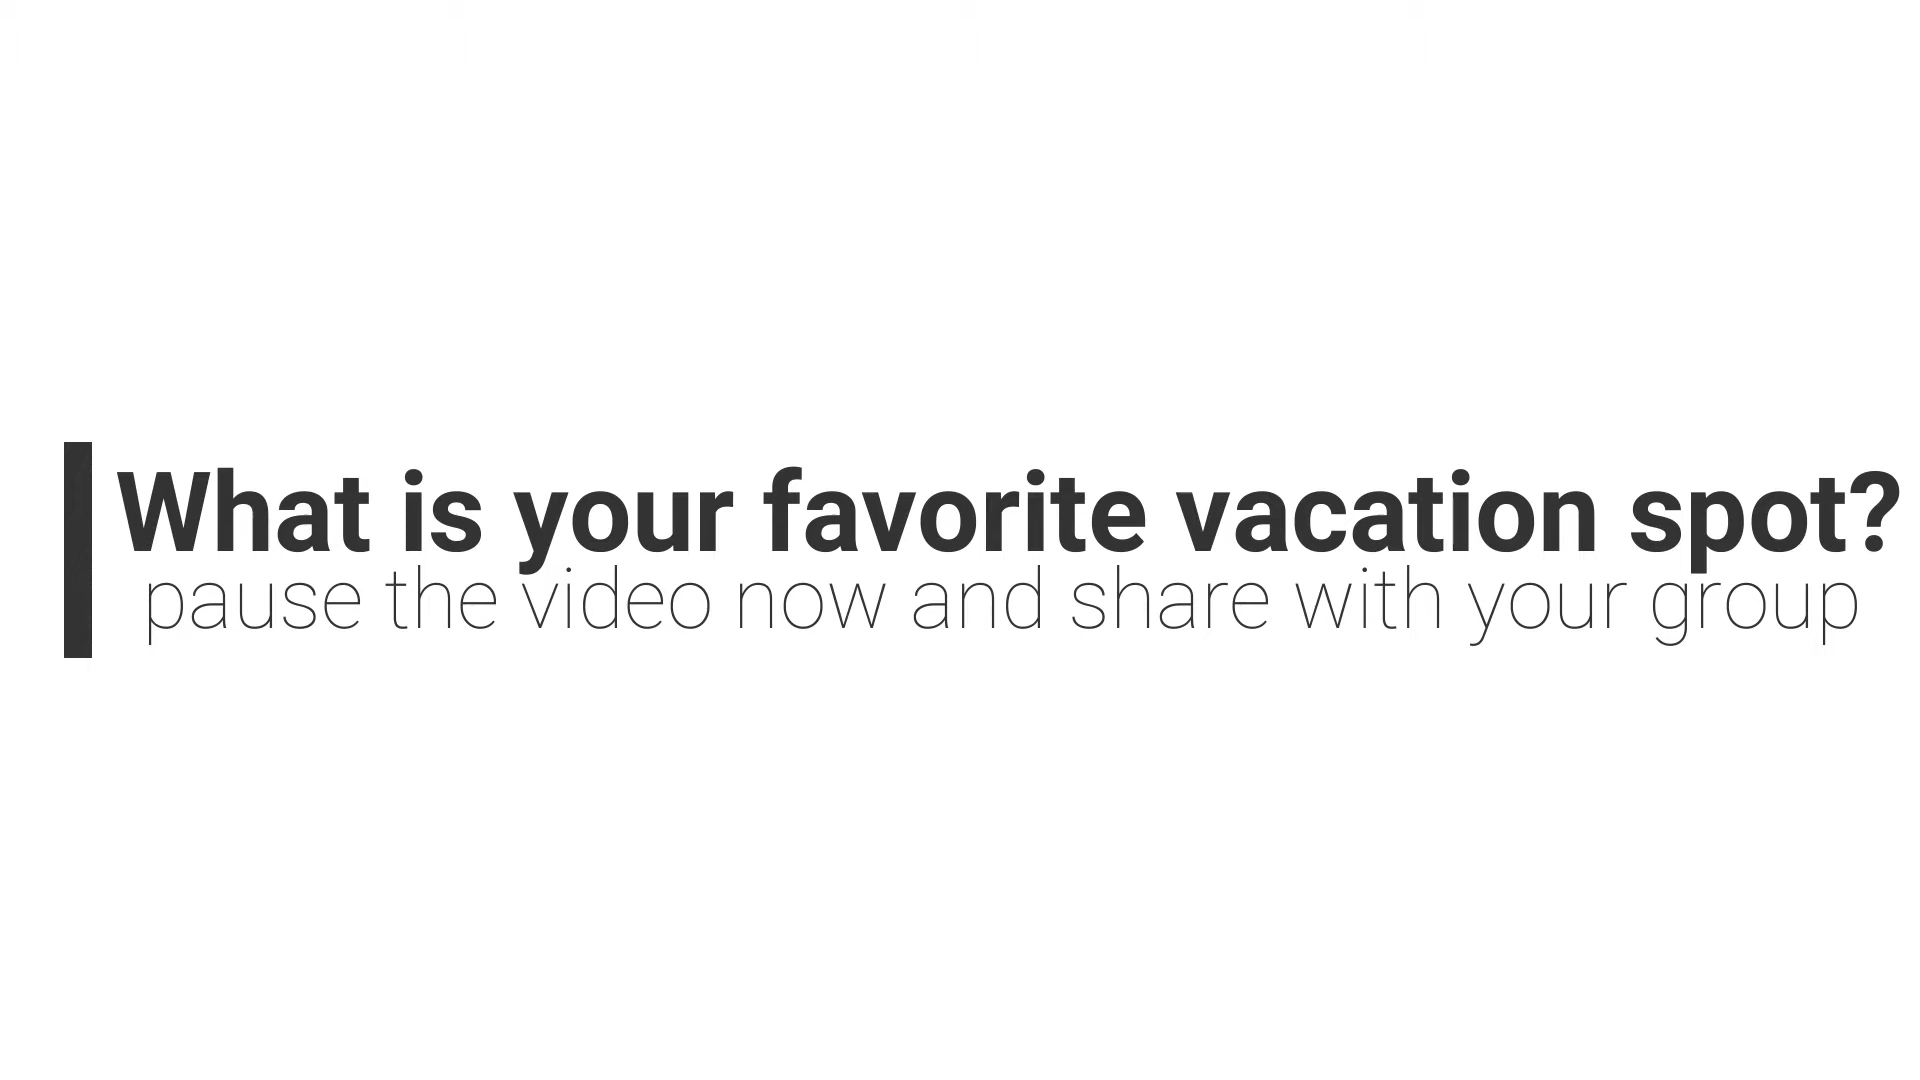 What is your favorite vacation spot?
pause the video now and share with your group